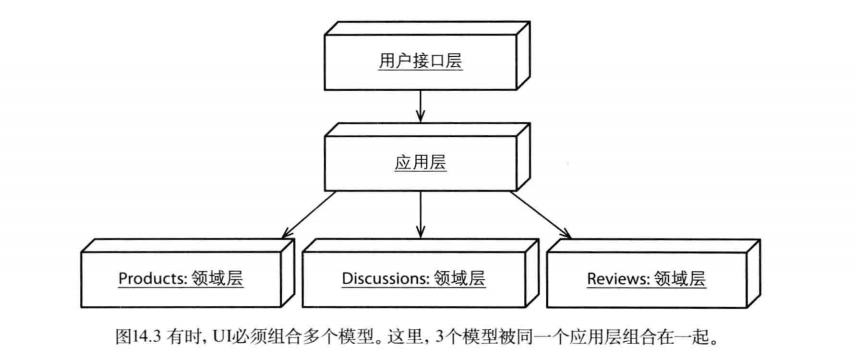 用户接口层
应用层
Products: 领域层
Discussions: 领域层
Reviews: 领域层
图14.3 有时, UI必须组合多个模型。这里, 3个模型被同一个应用层组合在一起。